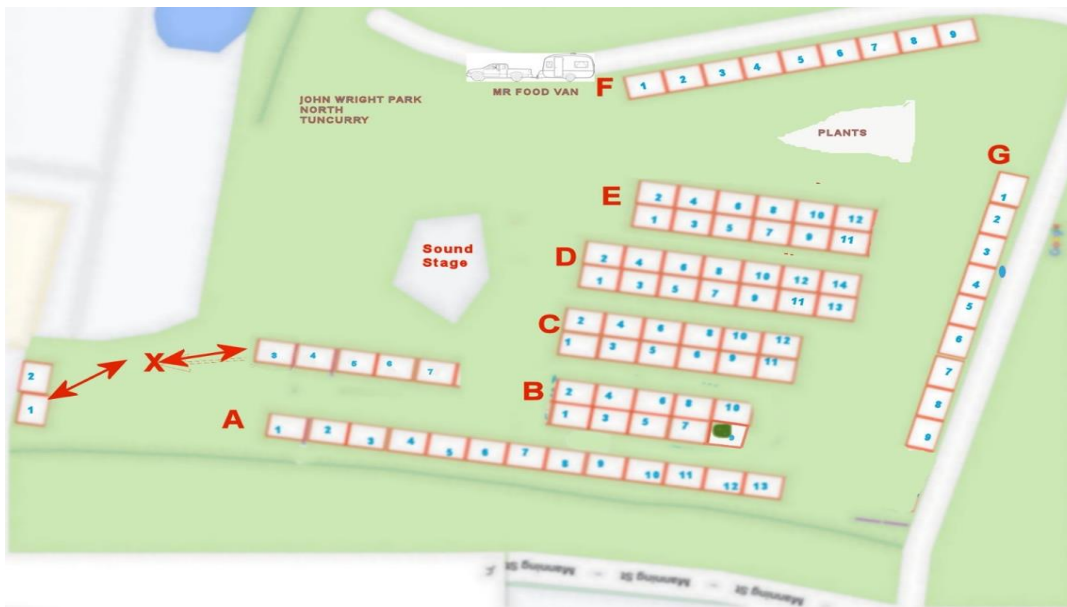 F
1 2 3 4 5 6 7 8 9
MR FOOD VAN
JOHN WRIGHT PARK
NORTH
TUNCURRY
PLANTS
G
1
2
3
4
5
6
7
8
9
E
2 4 6 8 10 12
1 3 5 7 9 11
Sound
Stage
D
2 4 6 8 10 12 14
1 3 5 7 9 11 13
C
2 4 6 8 10 12
1 3 5 9 11
X
3 4 5 6 7
2
1
B
2 4 6 8 10
1 3 5 7 9
A
1 2 3 4 5 6 7 8 9 10 11 12 13
Manning St - Manning St - Manning St